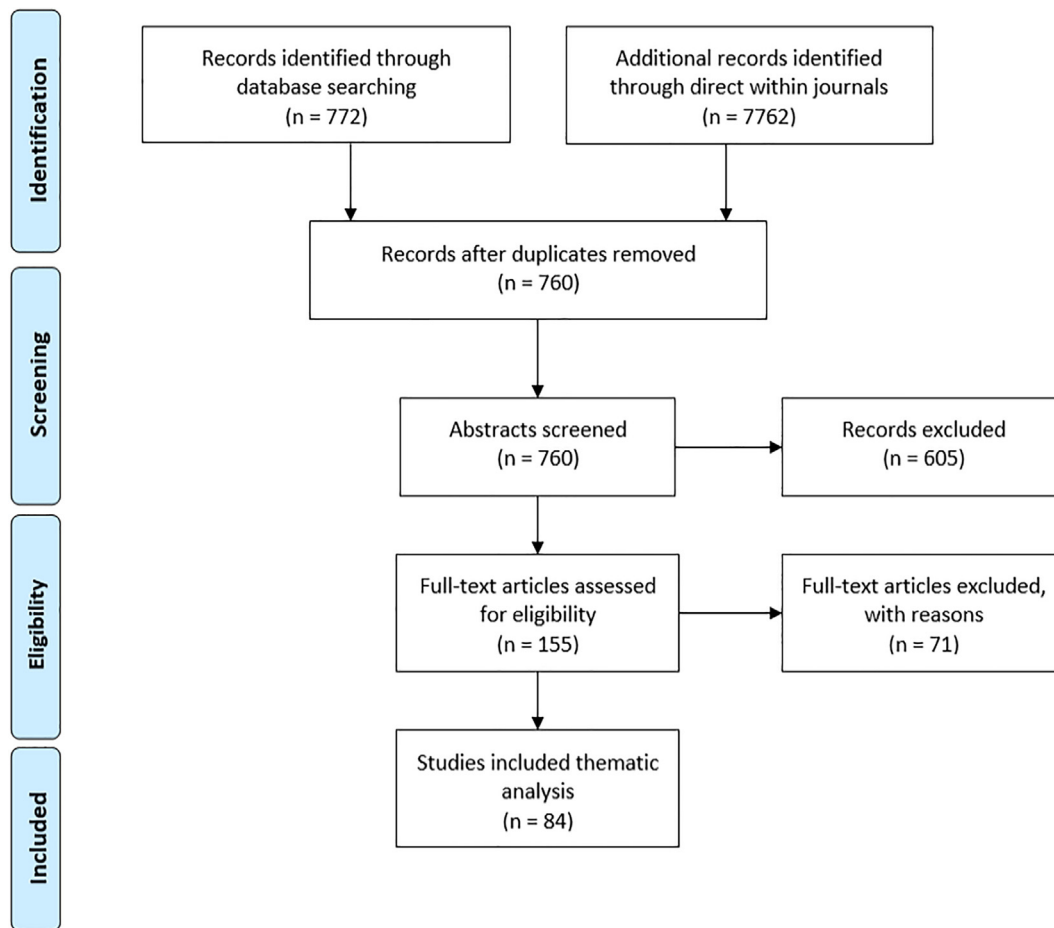 Identification
Records identified through
database searching
(n = 772)
Additional records identified
through direct within journals
(n = 7762)
Records after duplicates removed
(n = 760)
Screening
Abstracts screened
(n = 760)
Records excluded
(n = 605)
Eligibility
Full-text articles assessed
for eligibility
(n = 155)
Full-text articles excluded,
with reasons
(n = 71)
Included
Studies included thematic
analysis
(n = 84)